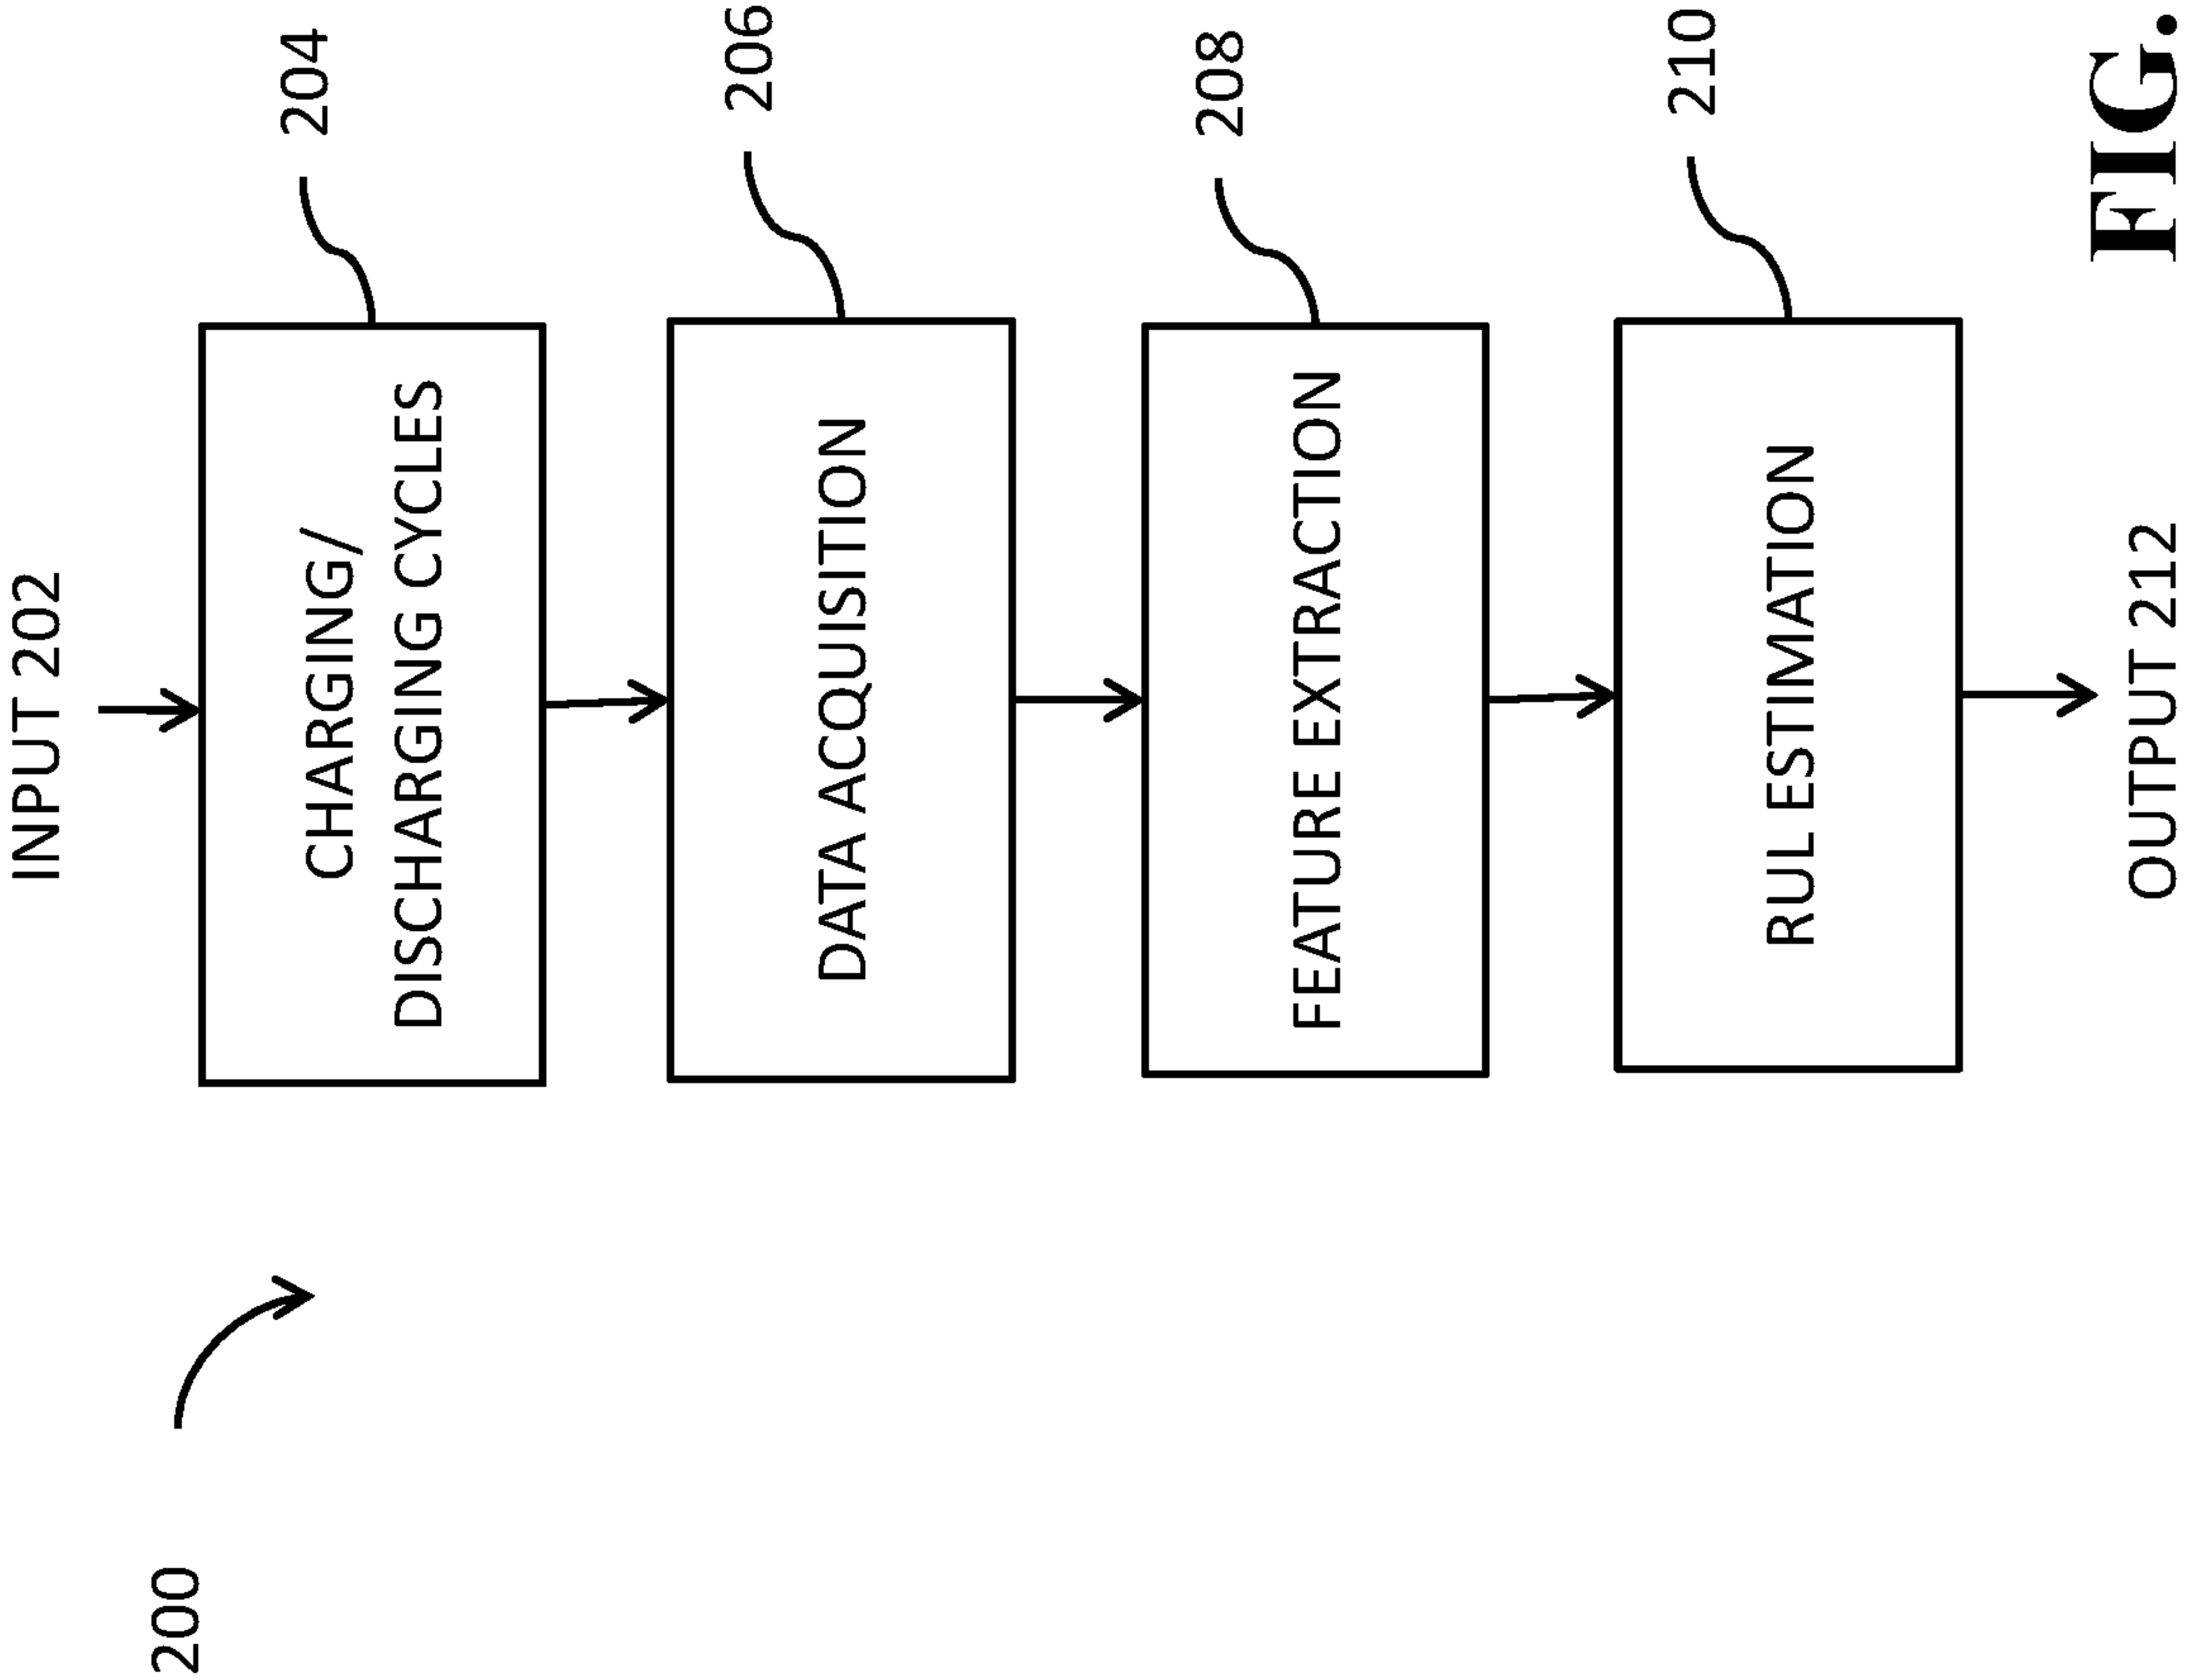 INPUT 202
200
CHARGING/
DISCHARGING CYCLES
204
DATA ACQUISITION
206
FEATURE EXTRACTION
208
RUL ESTIMATION
210
OUTPUT 212
FIG.